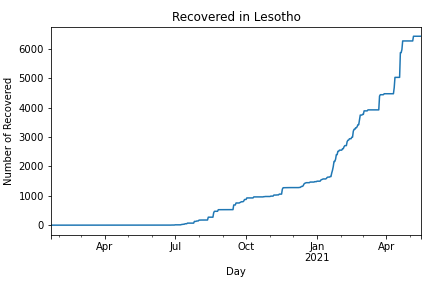 Recovered in Lesotho
Number of Recovered
6000
5000
4000
3000
2000
1000
0
Apr
Jul
Oct
Jan
2021
Apr
Day